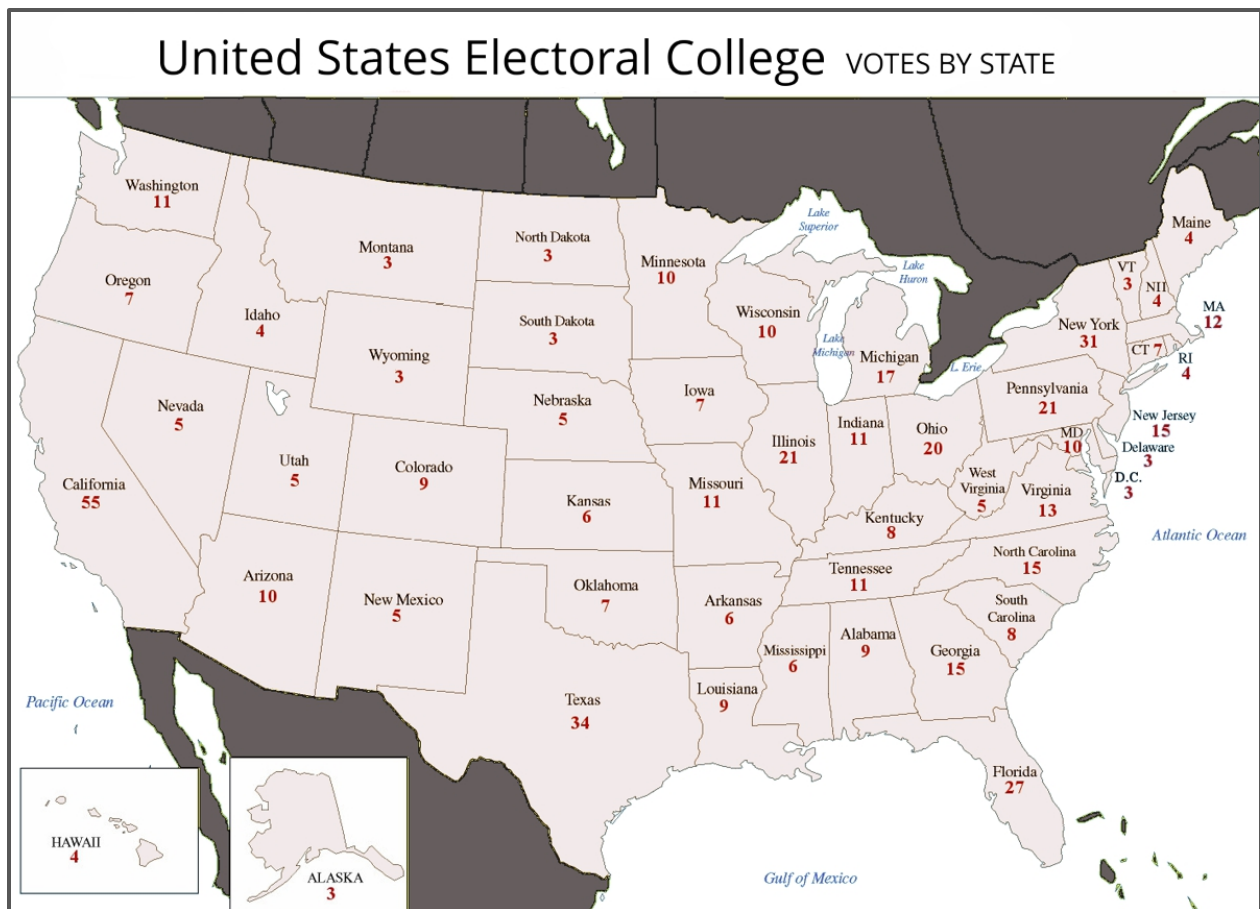 United States Electoral College VOTES BY STATE
Washington
11
Oregon
7
California
55
Nevada
5
Idaho
4
Montana
3
Wyoming
3
Utah
5
Colorado
9
Arizona
10
New Mexico
5
North Dakota
3
South Dakota
3
Nebraska
5
Kansas
6
Oklahoma
7
Texas
34
Minnesota
10
Iowa
7
Missouri
11
Arkansas
6
Louisiana
9
Wisconsin
10
Illinois
21
Michigan
17
Indiana
11
Ohio
20
Kentucky
8
Tennessee
11
Mississippi
6
Alabama
9
Georgia
15
Florida
27
South
Carolina
8
North Carolina
15
Virginia
13
West
Virginia
5
Pennsylvania
21
New York
31
VT
3
NH
4
Maine
4
MA
12
CT 7
RI
4
New Jersey
15
MD
10
Delaware
3
D.C.
3
HAWAII
4
ALASKA
3
Lake
Superior
Lake
Huron
Lake
Michigan
L. Erie
Pacific Ocean
Atlantic Ocean
Gulf of Mexico